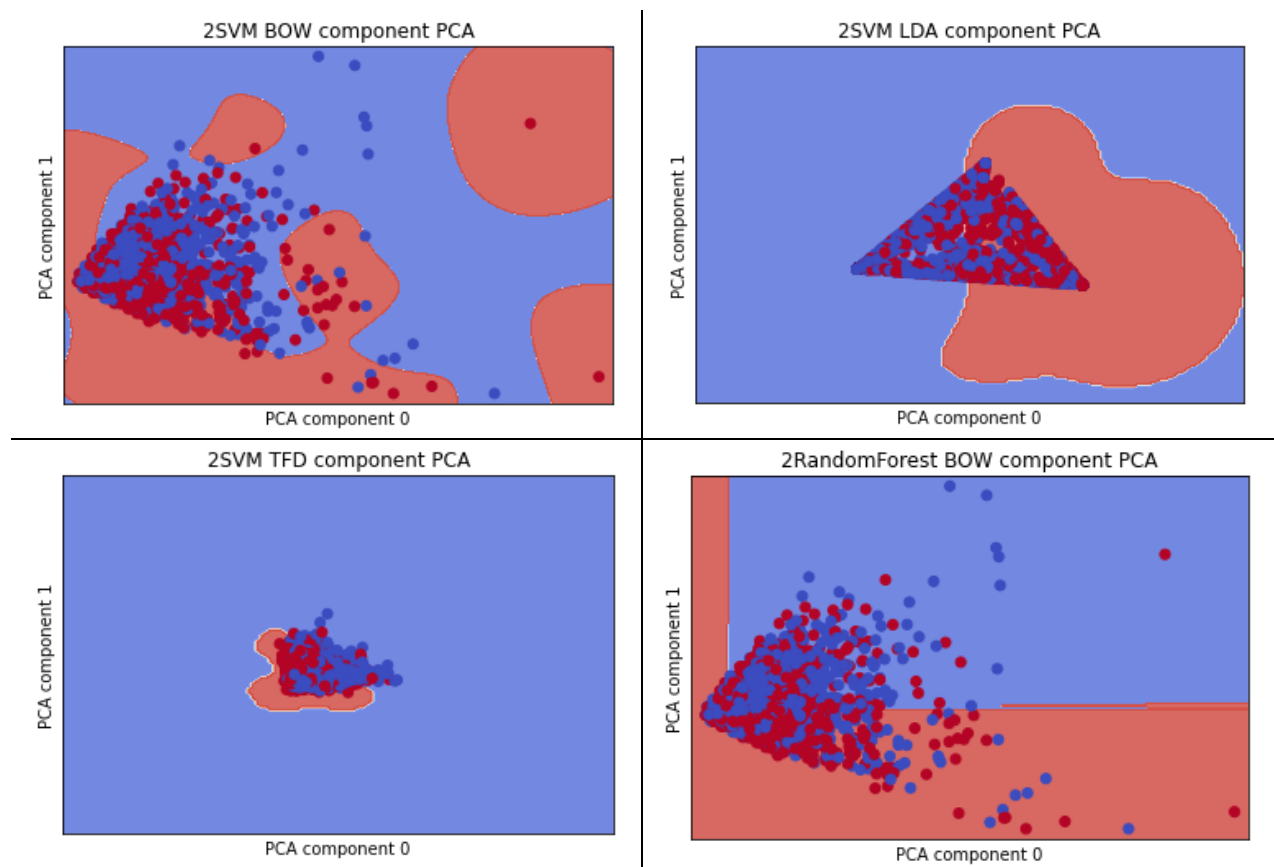 2SVM BOW component PCA
PCA component 1
PCA component 0
2SVM LDA component PCA
PCA component 1
PCA component 0
2SVM TFD component PCA
PCA component 1
PCA component 0
2RandomForest BOW component PCA
PCA component 1
PCA component 0